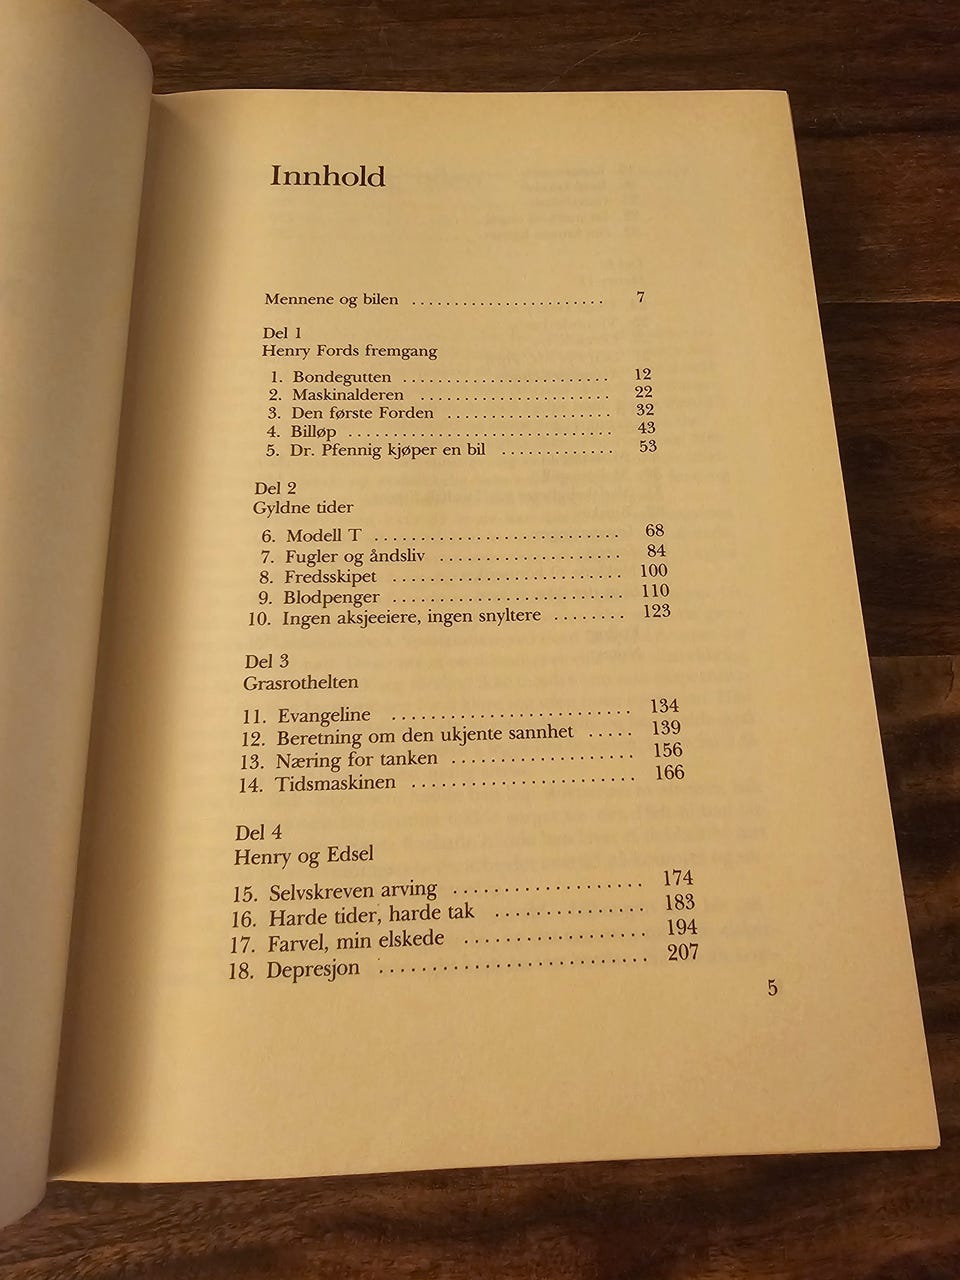 Innhold
Mennene og bilen ....................... 7
Del 1
Henry Fords fremgang
1. Bondegutten ......................... 12
2. Maskinalderen ....................... 22
3. Den første Forden .................... 32
4. Billøp ................................ 43
5. Dr. Pfennig kjøper en bil .............. 53
Del 2
Gyldne tider
6. Modell T ............................. 68
7. Fugler og åndsliv ...................... 84
8. Fredsskipet ........................... 100
9. Blodpenger ........................... 110
10. Ingen aksjeeiere, ingen snyltere ........ 123
Del 3
Grasrothelten
11. Evangeline .......................... 134
12. Beretning om den ukjente sannhet ..... 139
13. Næring for tanken .................... 156
14. Tidsmaskinen ........................ 166
Del 4
Henry og Edsel
15. Selvskreven arving .................... 174
16. Harde tider, harde tak ................ 183
17. Farvel, min elskede ................... 194
18. Depresjon ........................... 207
5